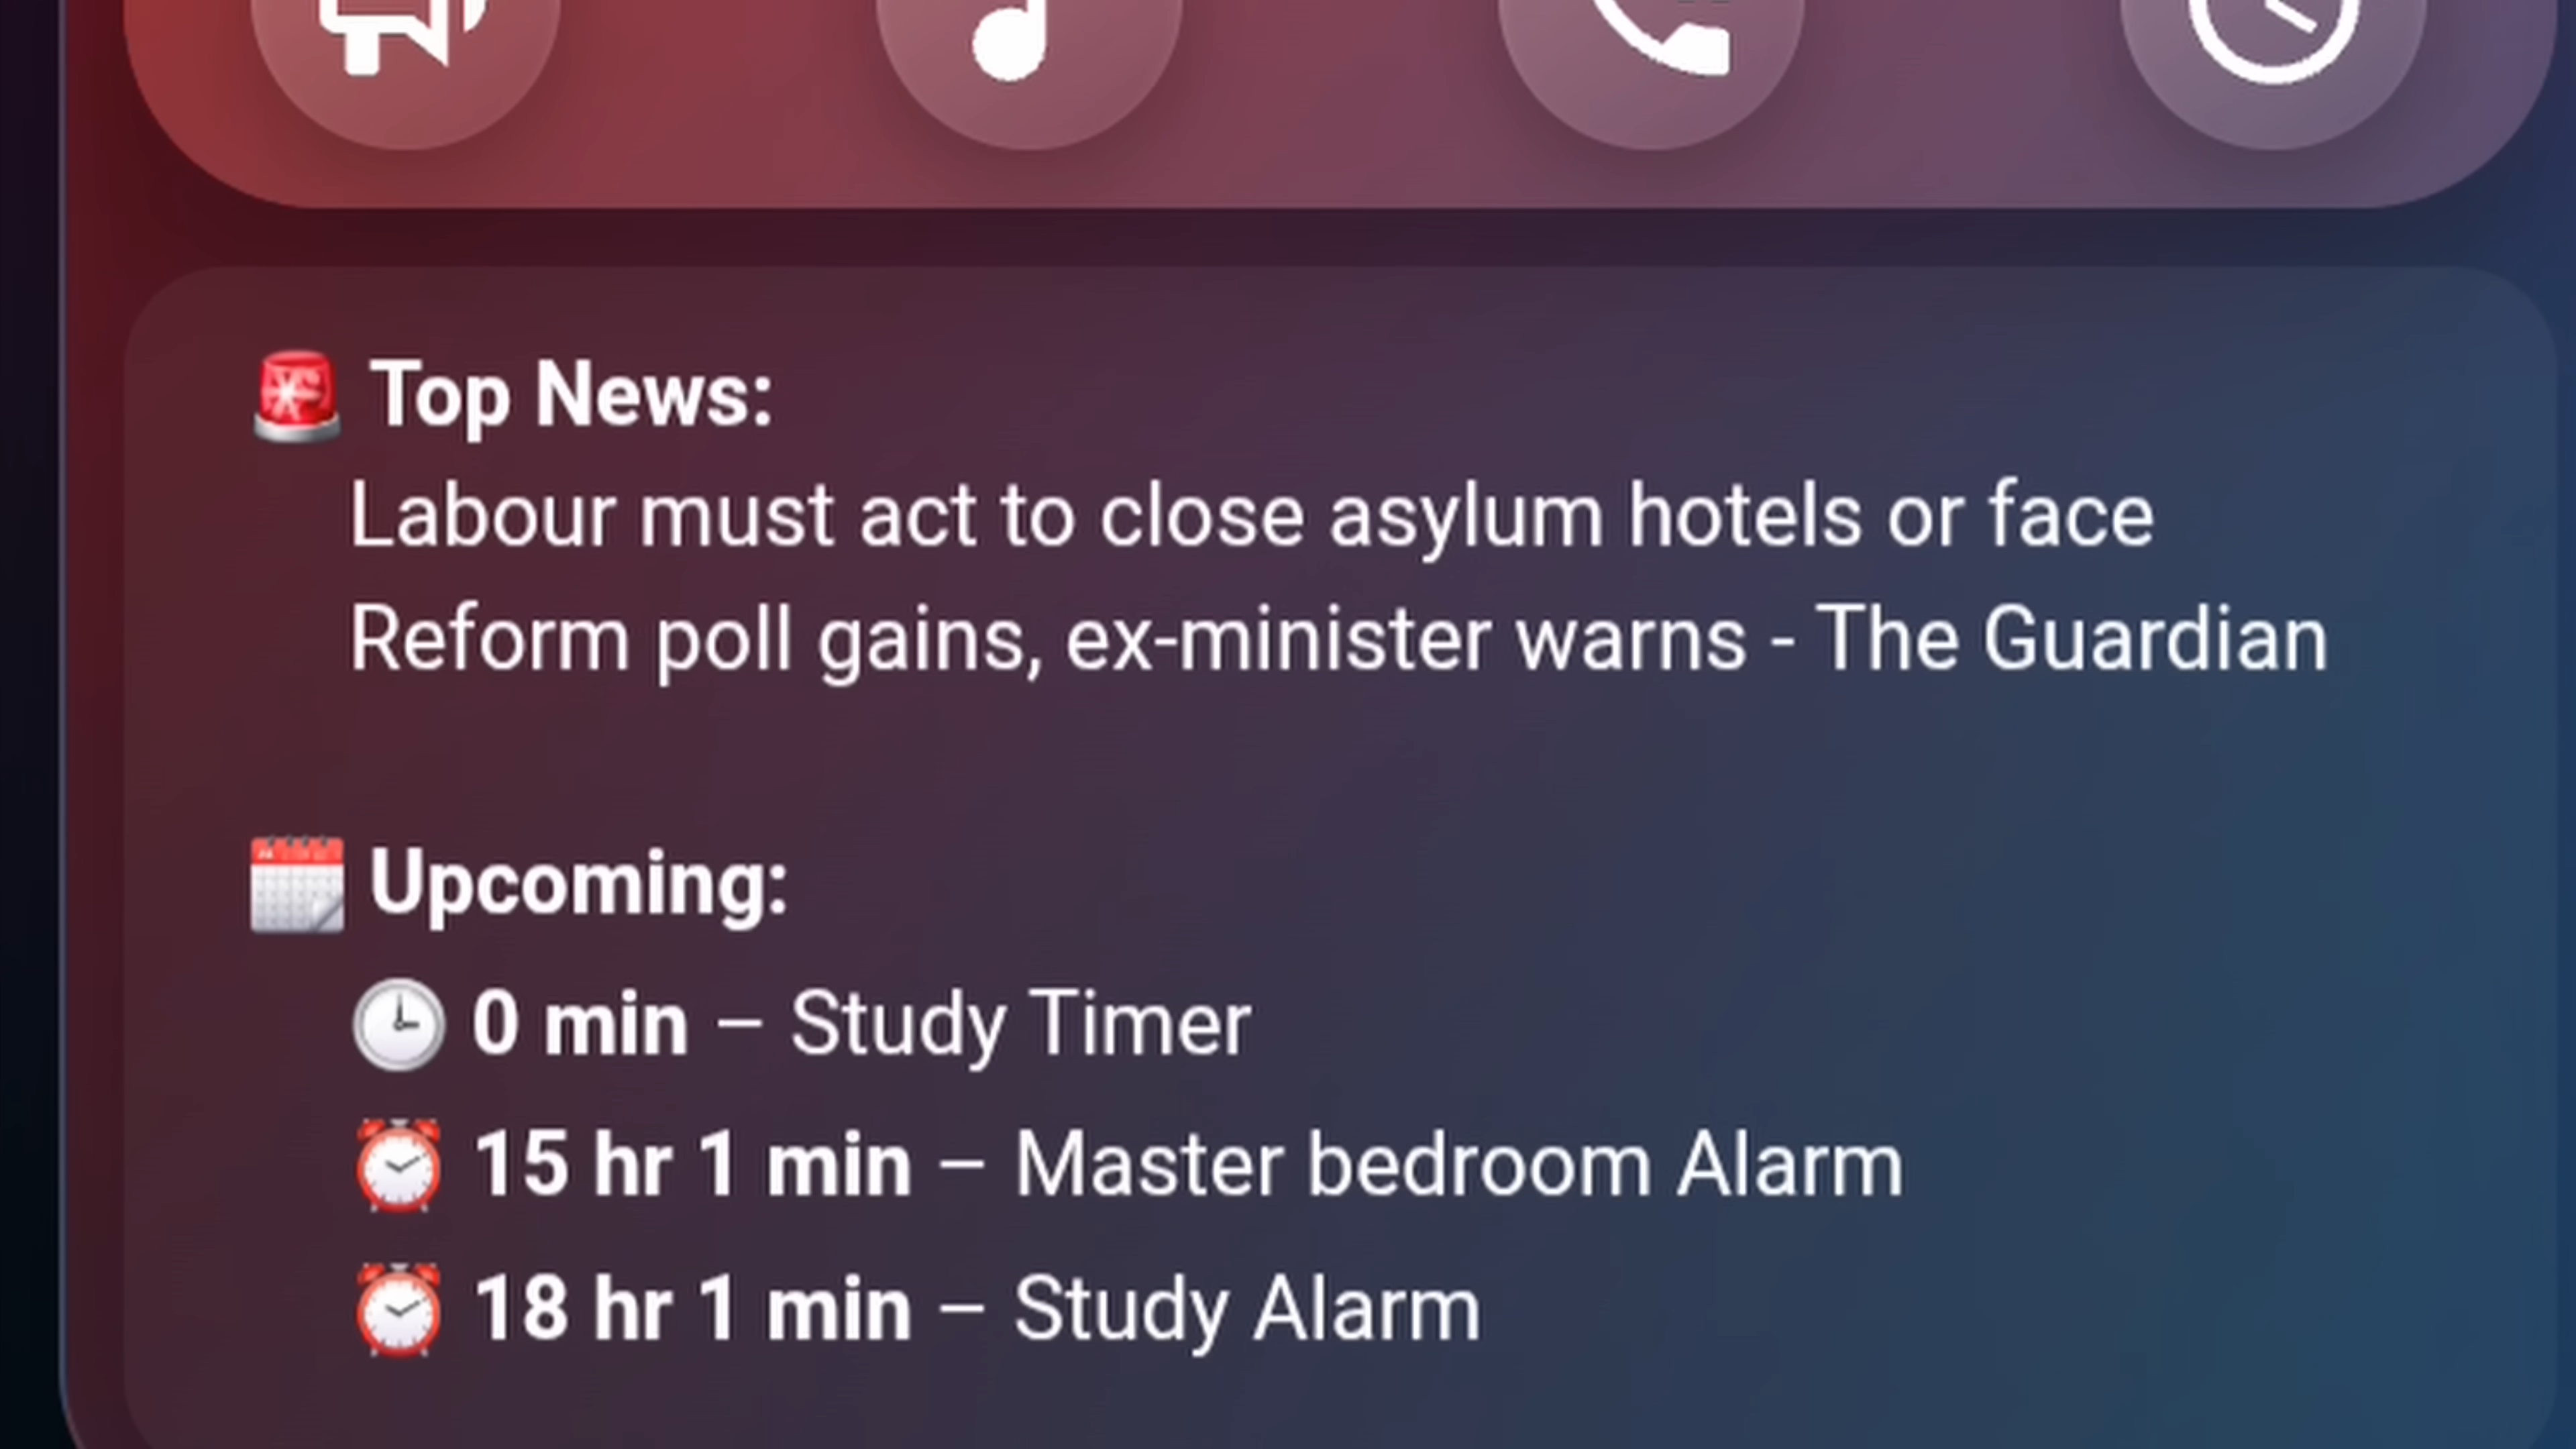 Top News:
Labour must act to close asylum hotels or face
Reform poll gains, ex-minister warns - The Guardian
Upcoming:
0 min – Study Timer
15 hr 1 min – Master bedroom Alarm
18 hr 1 min – Study Alarm